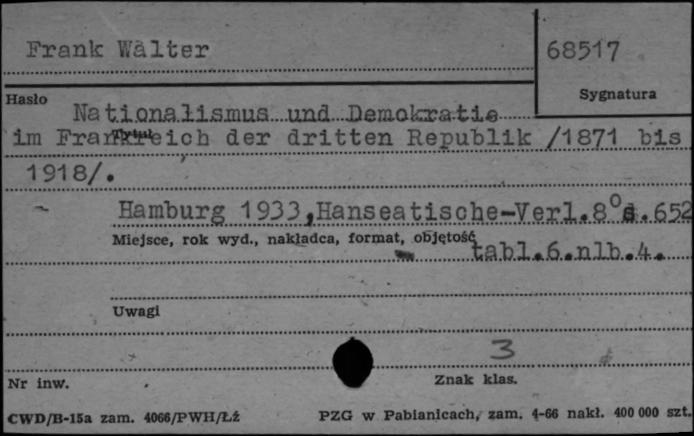 Frank Walter
68517
Hasło
Sygnatura
Nationalismus und Demokratie
Tytuł
im Frankreich der dritten Republik /1871 bis
1918/.
Hamburg 1933,Hanseatische-Verl.8°s.652
Miejsce, rok wyd., nakładca, format, objętość
tabl.6.nlb.4.
Uwagi
3
Nr inw.
Znak klas.
CWD/B-15a zam. 4066/PWH/Łż
PZG w Pabianicach, zam. 4-66 nakł. 400 000 szt.